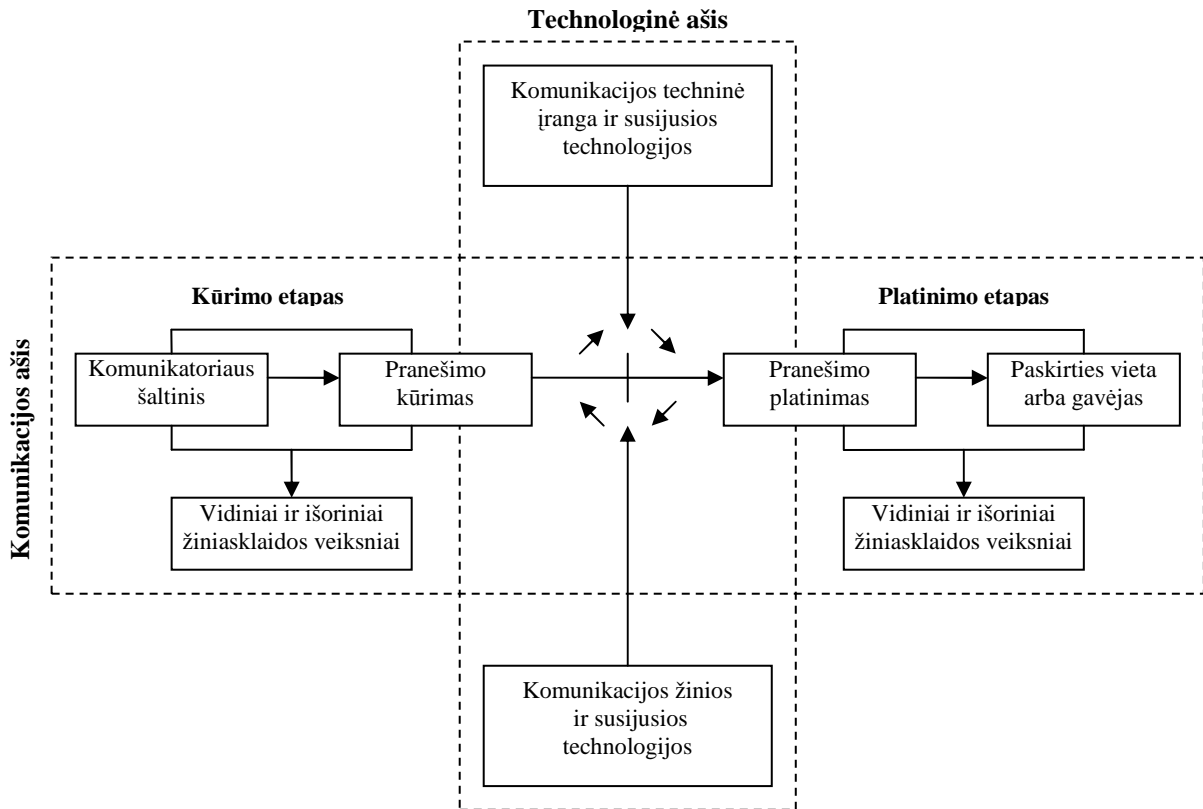 Technologinė ašis
Komunikacijos techninė
įranga ir susijusios
technologijos
Komunikacijos ašis
Kūrimo etapas
Platinimo etapas
Komunikatoriaus
šaltinis
Pranešimo
kūrimas
Pranešimo
platinimas
Paskirties vieta
arba gavėjas
Vidiniai ir išoriniai
žiniasklaidos veiksniai
Vidiniai ir išoriniai
žiniasklaidos veiksniai
Komunikacijos žinios
ir susijusios
technologijos